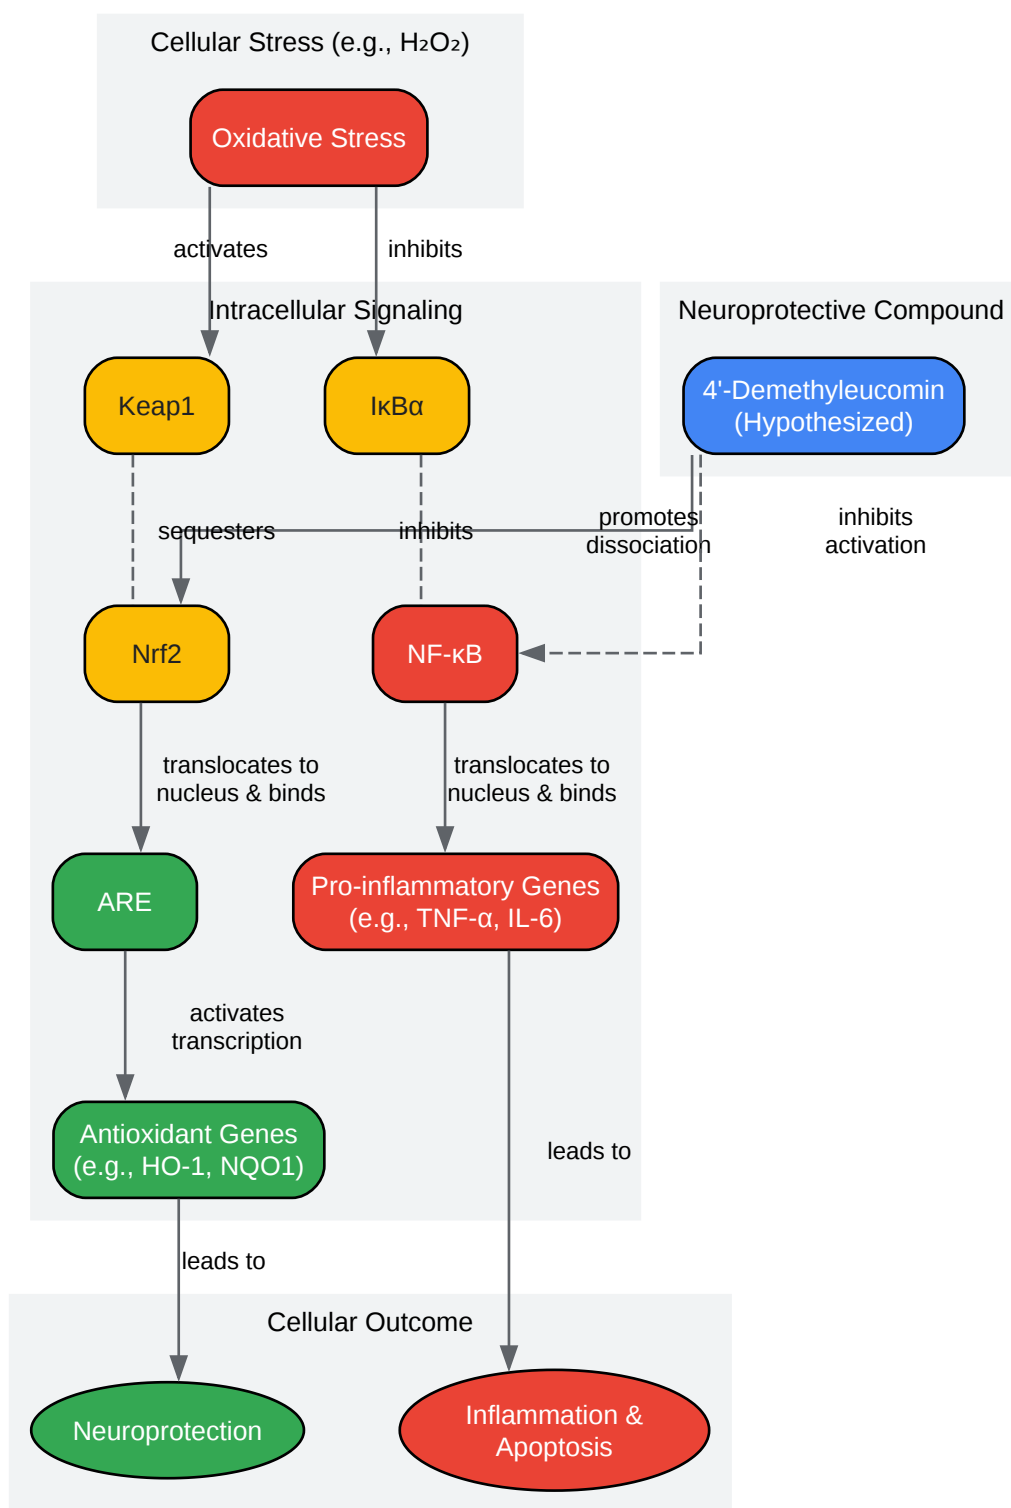 Cellular Stress (e.g., H₂O₂)
Oxidative Stress
activates
inhibits
Intracellular Signaling
Neuroprotective Compound
Keap1
IκBα
4'-Demethyleucomin
(Hypothesized)
sequesters
inhibits
promotes
dissociation
inhibits
activation
Nrf2
NF-κB
translocates to
nucleus & binds
translocates to
nucleus & binds
ARE
Pro-inflammatory Genes
(e.g., TNF-α, IL-6)
activates
transcription
Antioxidant Genes
(e.g., HO-1, NQO1)
leads to
leads to
Cellular Outcome
Neuroprotection
Inflammation &
Apoptosis